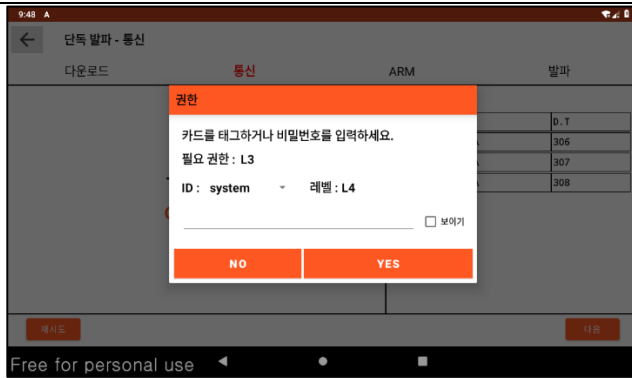 9:48 A
단독 발파 - 통신
다운로드 통신 ARM 발파
권한
카드를 태그하거나 비밀번호를 입력하세요.
필요 권한 : L3
ID : system 레벨 : L4
보이기
NO YES
D.T
306
307
308
재시도 다음
Free for personal use